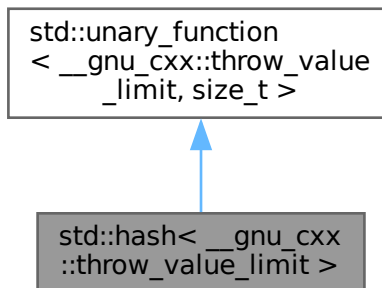 std::unary_function
< __gnu_cxx::throw_value
_limit, size_t >
std::hash< __gnu_cxx
::throw_value_limit >